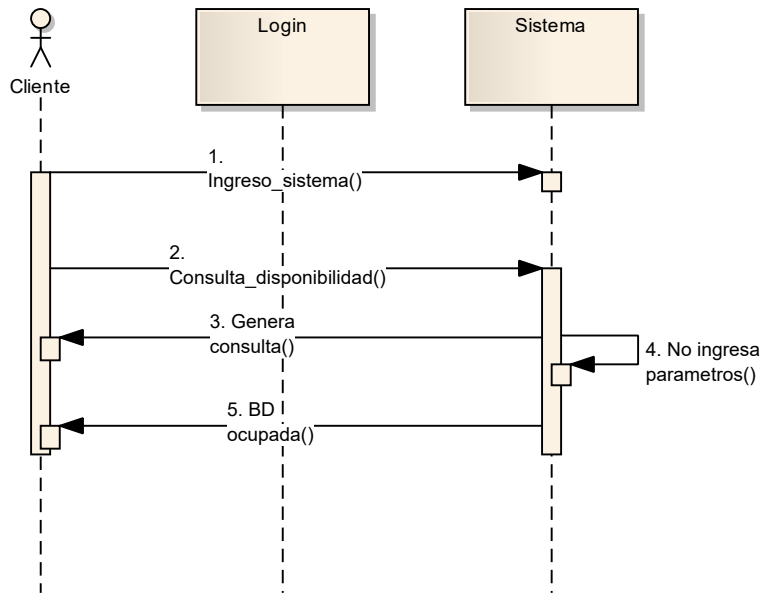 Cliente
Login
Sistema
1.
Ingreso_sistema()
2.
Consulta_disponibilidad()
3. Genera
consulta()
4. No ingresa
parametros()
5. BD
ocupada()